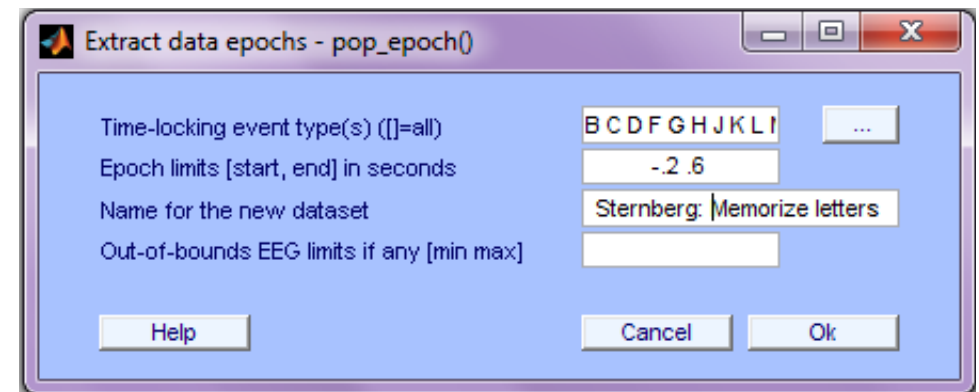 Extract data epochs - pop_epoch()
Time-locking event type(s) ([]=all) B C D F G H J K L ...
Epoch limits [start, end] in seconds -.2 .6
Name for the new dataset Sternberg: Memorize letters
Out-of-bounds EEG limits if any [min max]
Help Cancel Ok